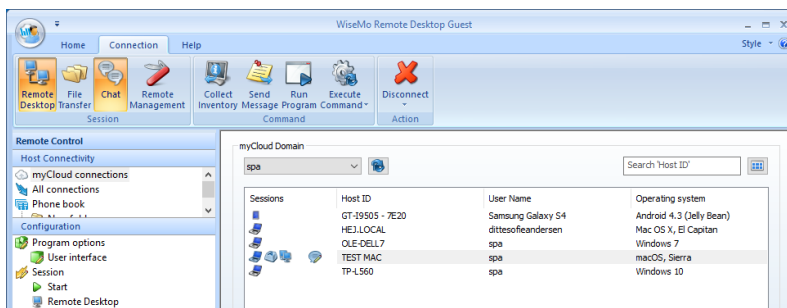 WiseMo Remote Desktop Guest
Home Connection Help Style
Remote Desktop File Transfer Chat Remote Management Collect Inventory Send Message Run Program Execute Command Disconnect
Session Command Action
Remote Control
Host Connectivity
myCloud connections
All connections
Phone book
Configuration
Program options
User interface
Session
Start
Remote Desktop
myCloud Domain
spa Search 'Host ID'
Sessions Host ID User Name Operating system
GT-I9505 - 7E20 Samsung Galaxy S4 Android 4.3 (Jelly Bean)
HEJ.LOCAL dittesofieandersen Mac OS X, El Capitan
OLE-DELL7 spa Windows 7
TEST MAC spa macOS, Sierra
TP-L560 spa Windows 10